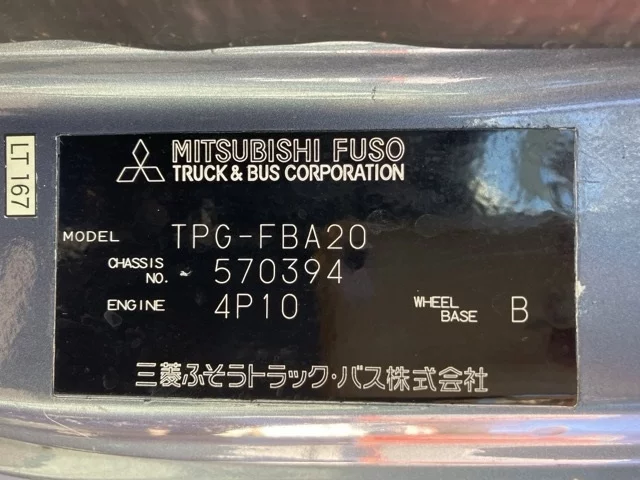 LT 167
MITSUBISHI FUSO
TRUCK & BUS CORPORATION
MODEL TPG-FBA20
CHASSIS NO. -570394
ENGINE 4P10 WHEEL BASE B
三菱ふそうトラック・バス株式会社